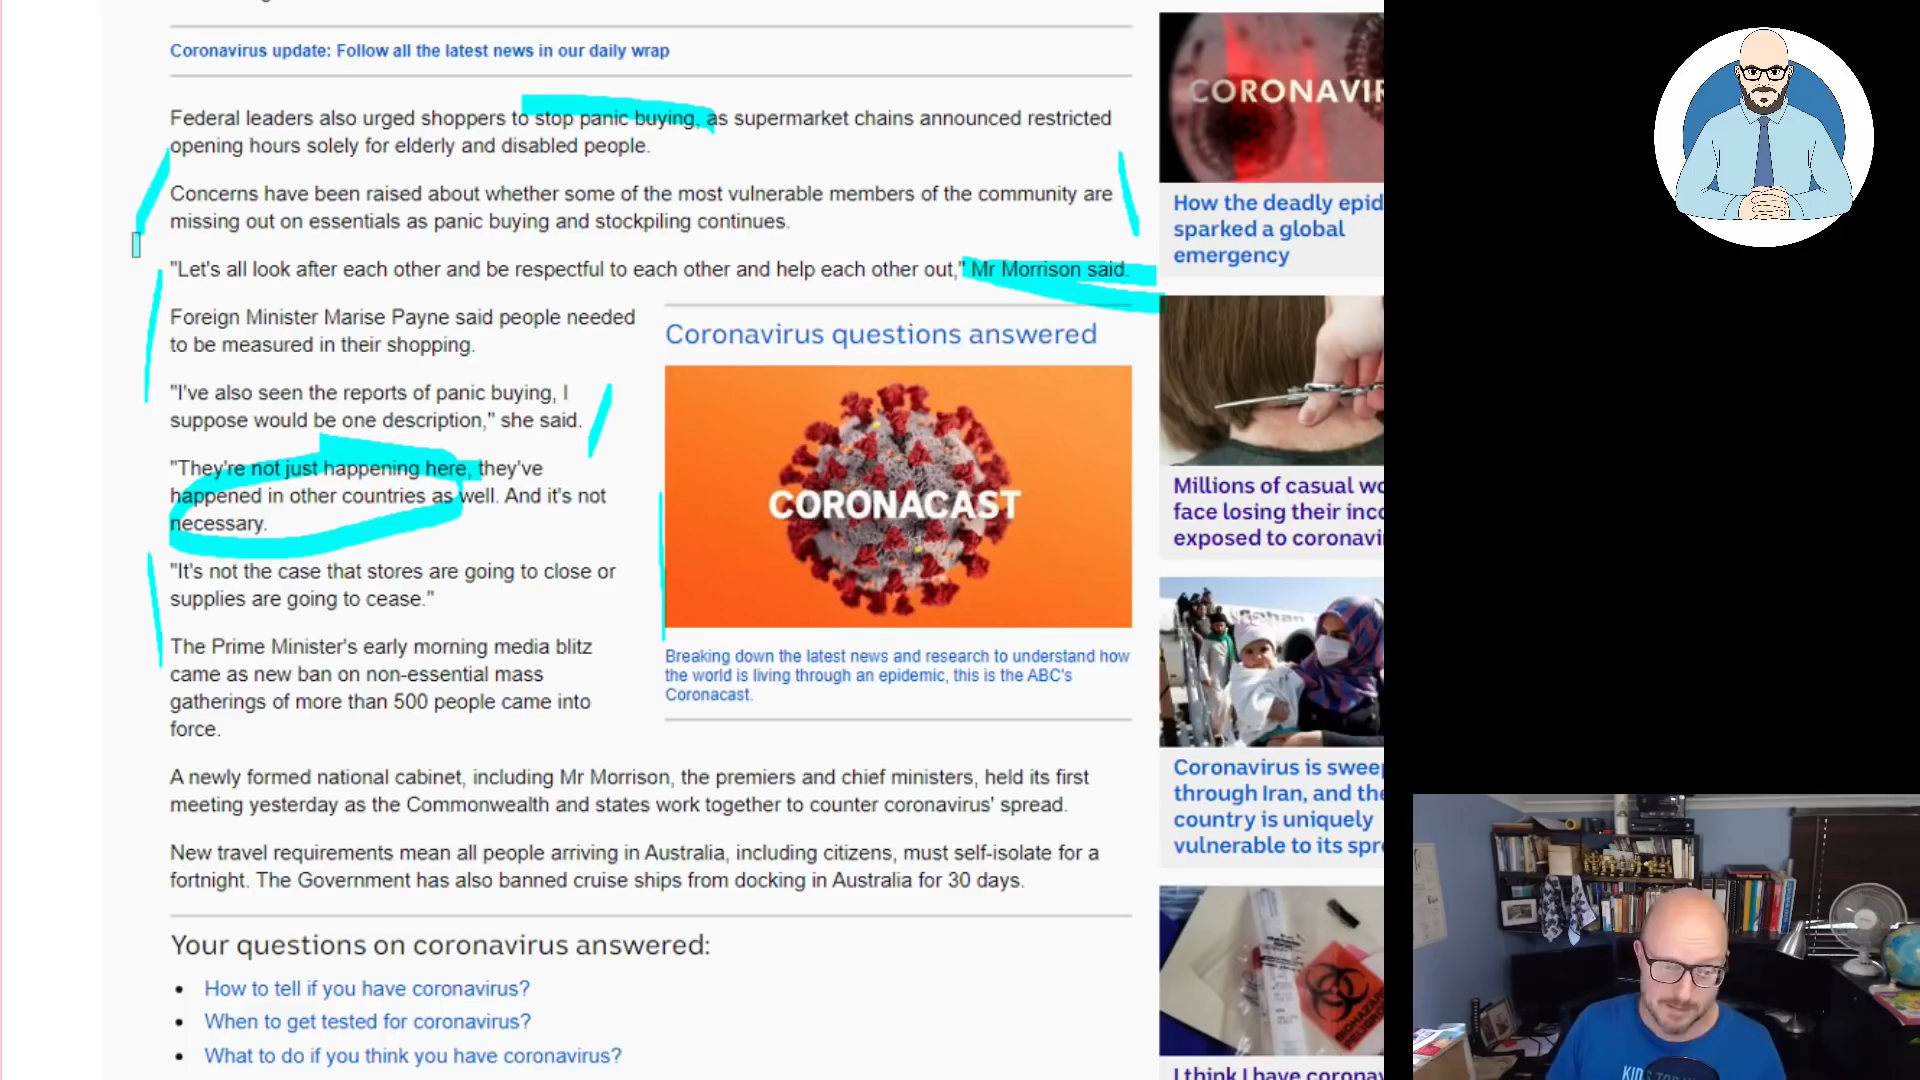 Coronavirus update: Follow all the latest news in our daily wrap
Federal leaders also urged shoppers to stop panic buying, as supermarket chains announced restricted
opening hours solely for elderly and disabled people.
Concerns have been raised about whether some of the most vulnerable members of the community are
missing out on essentials as panic buying and stockpiling continues.
"Let's all look after each other and be respectful to each other and help each other out," Mr Morrison said.
Foreign Minister Marise Payne said people needed
to be measured in their shopping.
"I've also seen the reports of panic buying, I
suppose would be one description," she said.
"They're not just happening here, they've
happened in other countries as well. And it's not
necessary.
"It's not the case that stores are going to close or
supplies are going to cease."
The Prime Minister's early morning media blitz
came as new ban on non-essential mass
gatherings of more than 500 people came into
force.
Coronavirus questions answered
CORONACAST
Breaking down the latest news and research to understand how
the world is living through an epidemic, this is the ABC's
Coronacast.
A newly formed national cabinet, including Mr Morrison, the premiers and chief ministers, held its first
meeting yesterday as the Commonwealth and states work together to counter coronavirus' spread.
New travel requirements mean all people arriving in Australia, including citizens, must self-isolate for a
fortnight. The Government has also banned cruise ships from docking in Australia for 30 days.
Your questions on coronavirus answered:
• How to tell if you have coronavirus?
• When to get tested for coronavirus?
• What to do if you think you have coronavirus?
CORONAVIR
How the deadly epid
sparked a global
emergency
Millions of casual wo
face losing their inco
exposed to coronavi
Coronavirus is sweep
through Iran, and the
country is uniquely
vulnerable to its spr
BIOHAZARD
I think I have corona